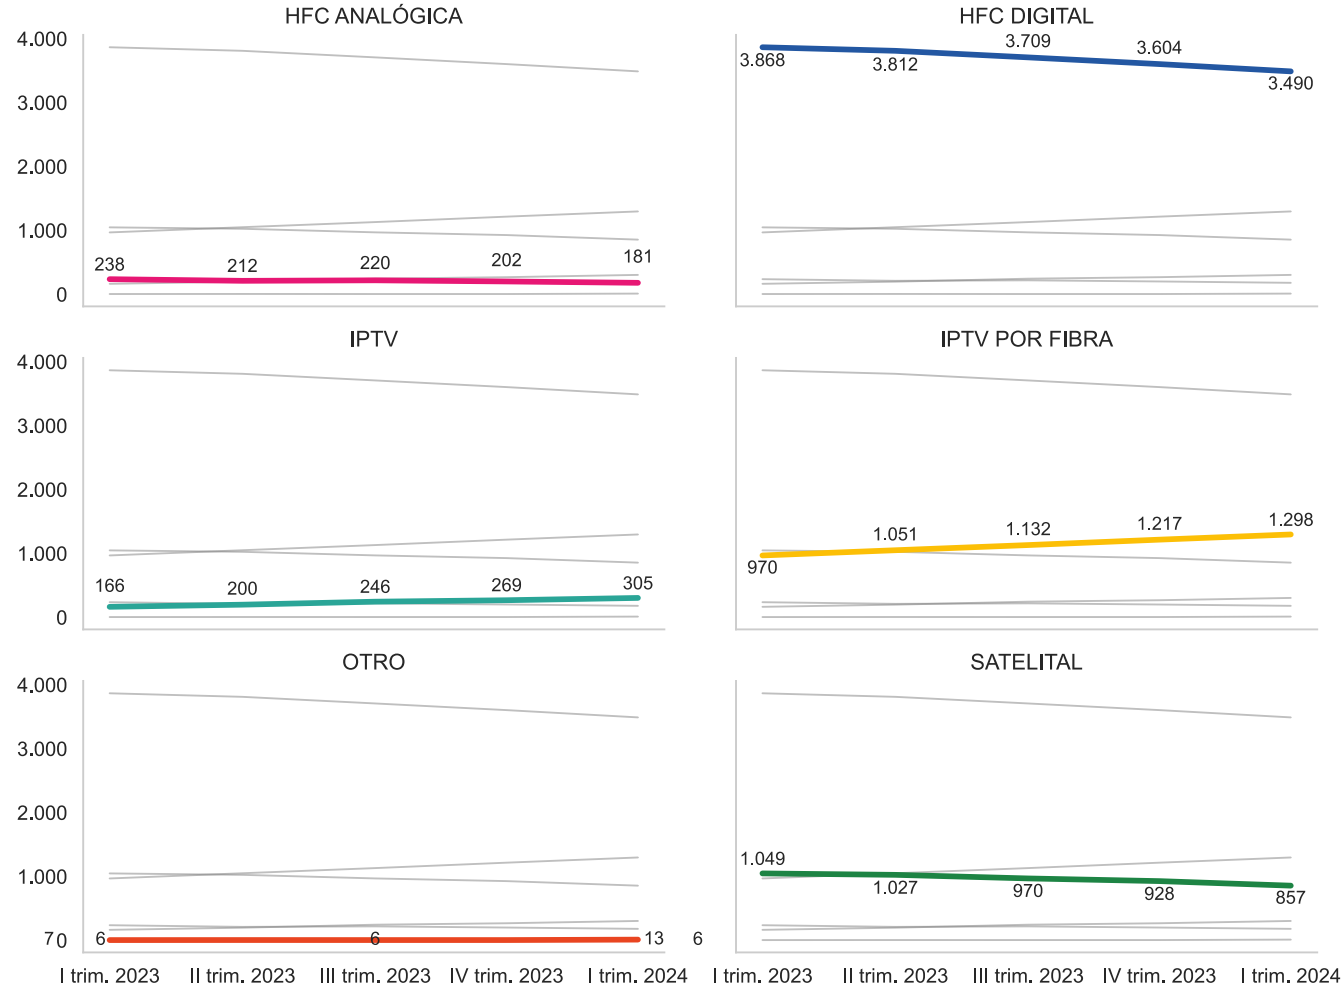 HFC ANALÓGICA
4.000
3.000
2.000
1.000
0
238 212 220 202 181
HFC DIGITAL
3.868 3.812 3.709 3.604 3.490
IPTV
4.000
3.000
2.000
1.000
0
166 200 246 269 305
IPTV POR FIBRA
970 1.051 1.132 1.217 1.298
OTRO
4.000
3.000
2.000
1.000
7 0
6 6 13 6
I trim. 2023 II trim. 2023 III trim. 2023 IV trim. 2023 I trim. 2024
SATELITAL
1.049 1.027 970 928 857
I trim. 2023 II trim. 2023 III trim. 2023 IV trim. 2023 I trim. 2024